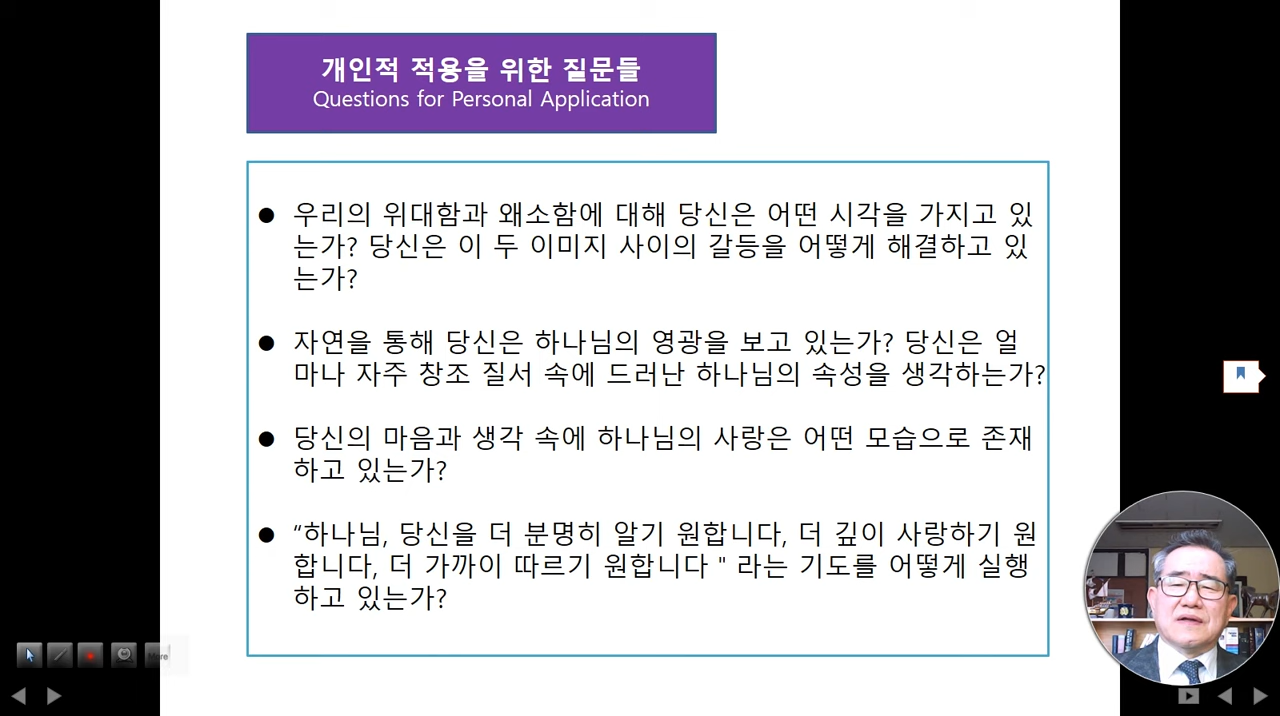 개인적 적용을 위한 질문들
Questions for Personal Application
● 우리의 위대함과 왜소함에 대해 당신은 어떤 시각을 가지고 있
는가? 당신은 이 두 이미지 사이의 갈등을 어떻게 해결하고 있
는가?
● 자연을 통해 당신은 하나님의 영광을 보고 있는가? 당신은 얼
마나 자주 창조 질서 속에 드러난 하나님의 속성을 생각하는가?
● 당신의 마음과 생각 속에 하나님의 사랑은 어떤 모습으로 존재
하고 있는가?
● “하나님, 당신을 더 분명히 알기 원합니다, 더 깊이 사랑하기 원
합니다, 더 가까이 따르기 원합니다 " 라는 기도를 어떻게 실행
하고 있는가?
More